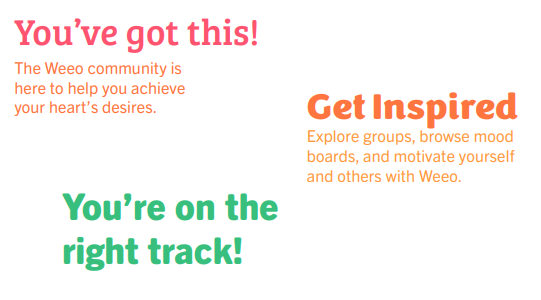 You've got this!
The Weeo community is
here to help you achieve
your heart's desires.
Get Inspired
Explore groups, browse mood
boards, and motivate yourself
and others with Weeo.
You're on the
right track!